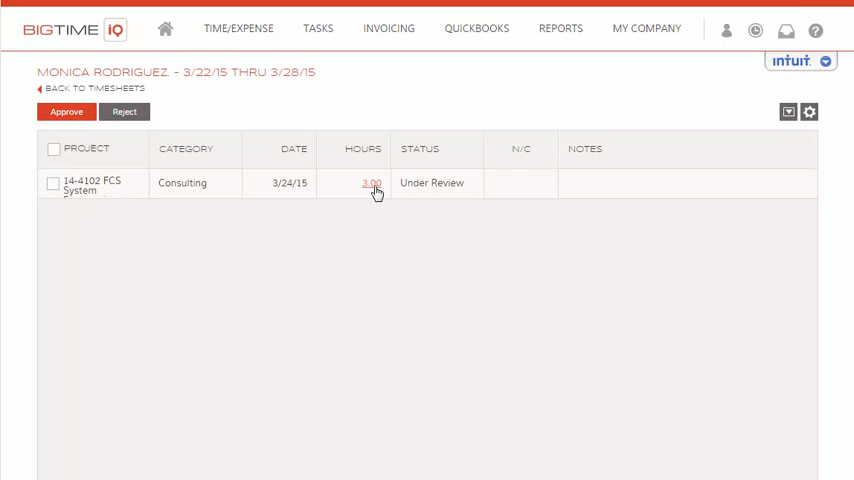 BIGTIME iQ TIME/EXPENSE TASKS INVOICING QUICKBOOKS REPORTS MY COMPANY ?
intuit.
MONICA RODRIGUEZ. - 3/22/15 THRU 3/28/15
BACK TO TIMESHEETS
Approve Reject
PROJECT CATEGORY DATE HOURS STATUS N/C NOTES
14-4102 FCS Consulting 3/24/15 3.00 Under Review
System